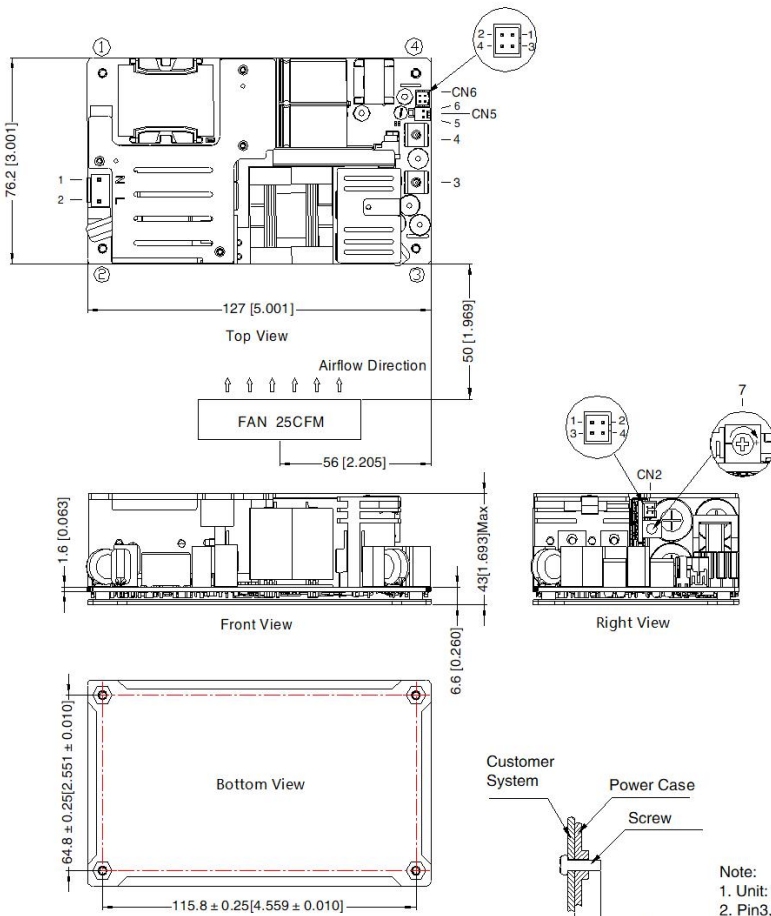 ① ④
2 1
4 3
CN6
6
CN5
5
4
3
1 N
2 L
② ③
76.2 [3.001]
127 [5.001]
Top View
50 [1.969]
Airflow Direction
FAN 25CFM
56 [2.205]
7
1 2
3 4
CN2
1.6 [0.063]
43[1.693]Max
Front View
Right View
6.6 [0.260]
64.8 ± 0.25[2.551 ± 0.010]
Bottom View
115.8 ± 0.25[4.559 ± 0.010]
Customer
System
Power Case
Screw
Note:
1. Unit:
2. Pin3,